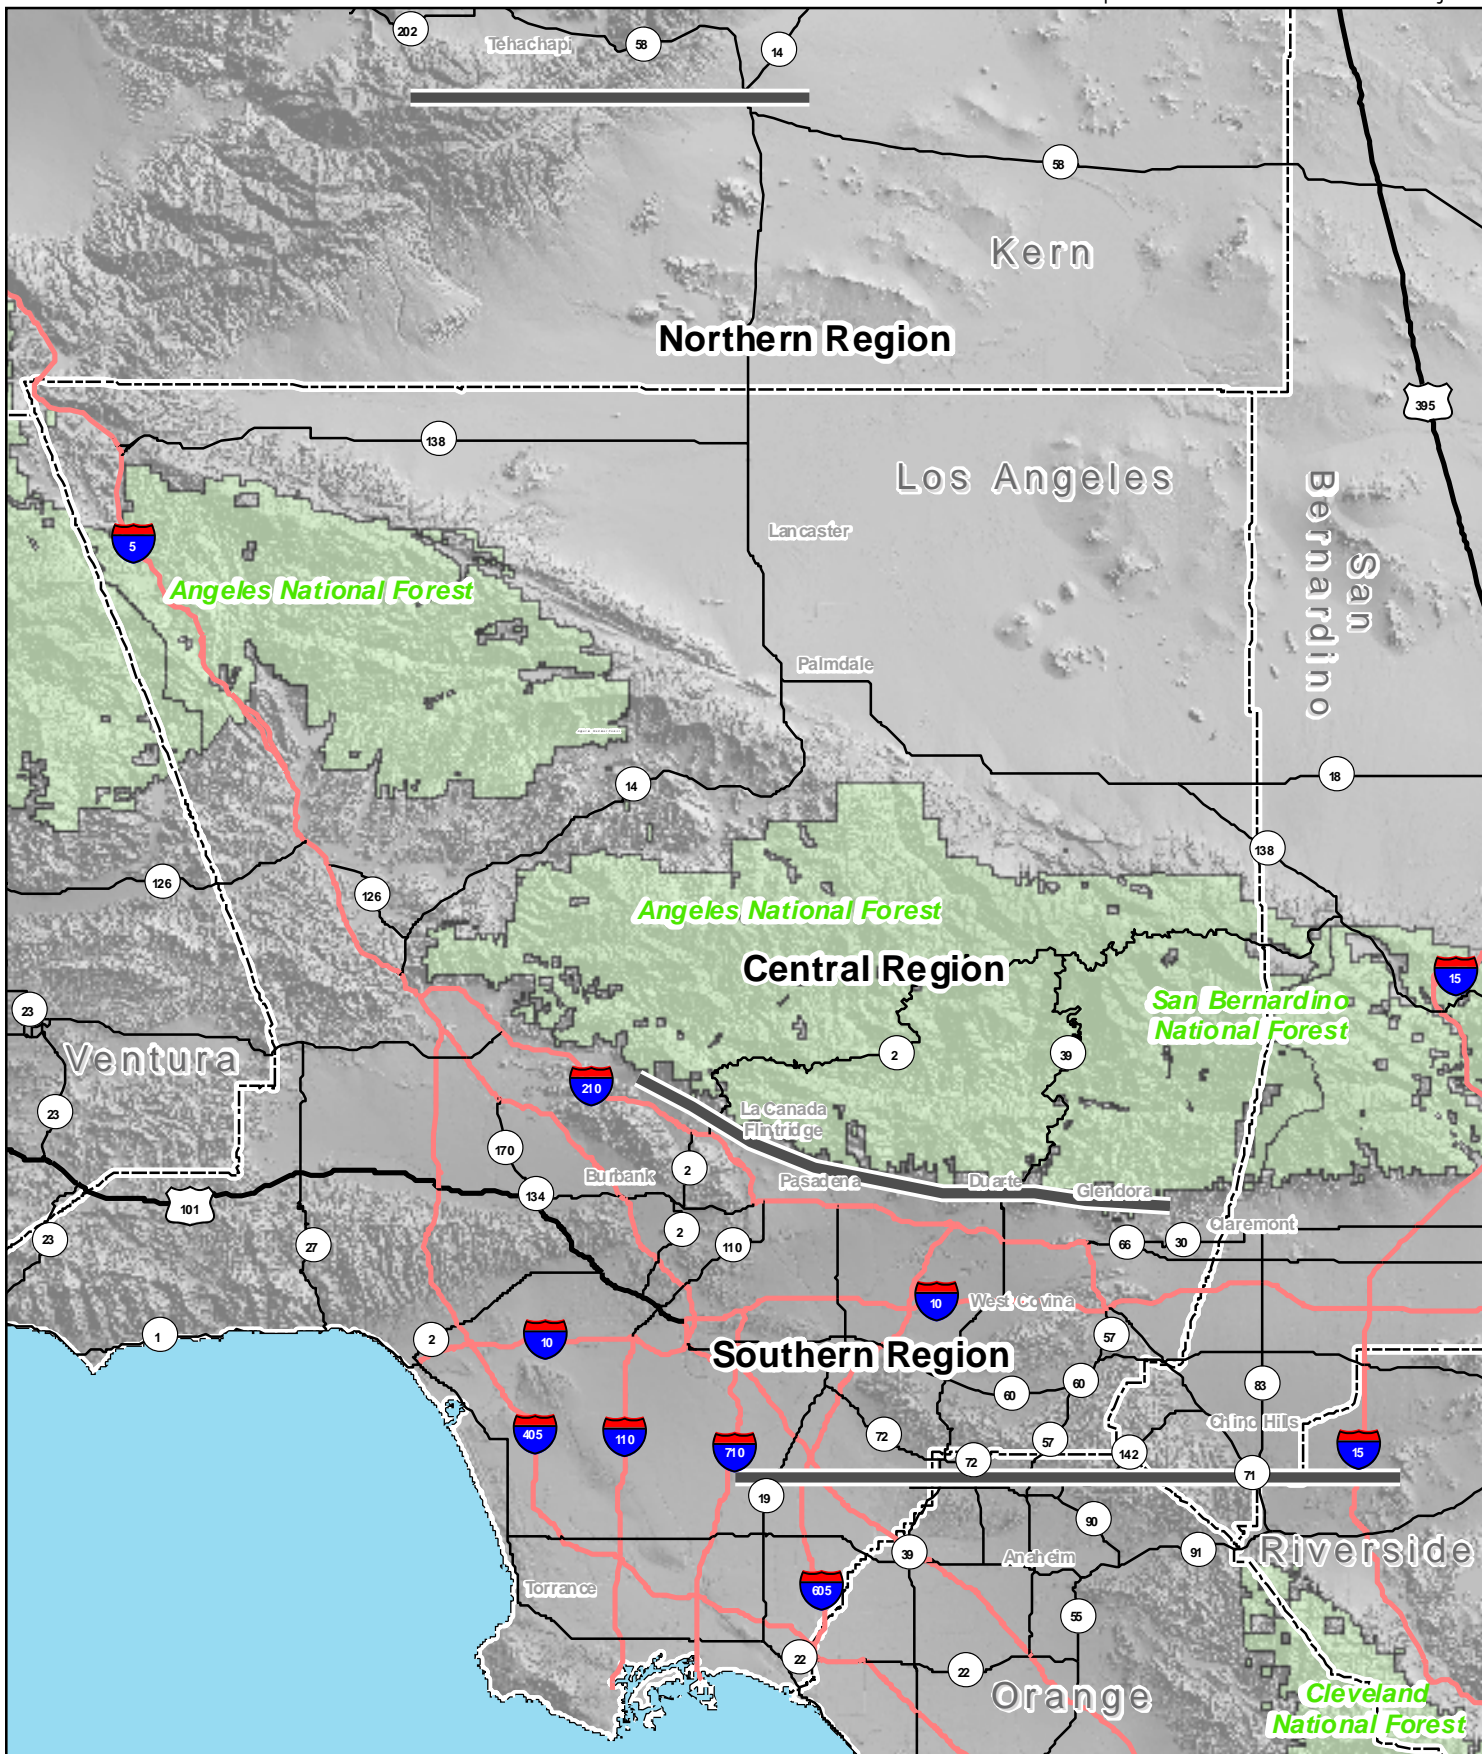 202
Tehachapi
58
14
58
Kern
Northern Region
395
138
Los Angeles
San
Bernardino
Lancaster
5
Angeles National Forest
Palmdale
14
18
138
126
126
Angeles National Forest
Central Region
15
San Bernardino
National Forest
23
Ventura
2
39
210
23
La Canada
Flintridge
170
2
Burbank
Pasadena
Duarte
Glendora
134
101
23
27
2
110
66
30
Claremont
10
West Covina
1
2
10
57
Southern Region
60
60
83
Chino Hills
405
110
710
72
57
142
15
72
71
19
90
39
Anaheim
91
Riverside
Torrance
605
55
22
22
Orange
Cleveland
National Forest